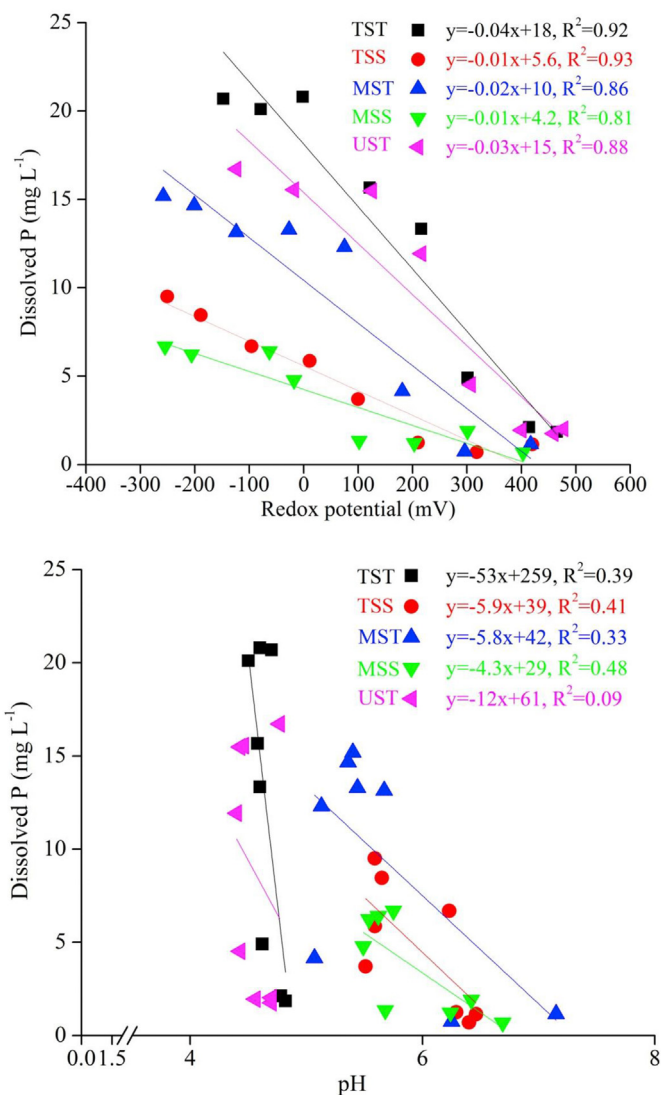 25
20
15
10
5
0
Dissolved P (mg L⁻¹)
TST y=-0.04x+18, R²=0.92
TSS y=-0.01x+5.6, R²=0.93
MST y=-0.02x+10, R²=0.86
MSS y=-0.01x+4.2, R²=0.81
UST y=-0.03x+15, R²=0.88
-400 -300 -200 -100 0 100 200 300 400 500 600
Redox potential (mV)
25
20
15
10
5
0
Dissolved P (mg L⁻¹)
TST y=-53x+259, R²=0.39
TSS y=-5.9x+39, R²=0.41
MST y=-5.8x+42, R²=0.33
MSS y=-4.3x+29, R²=0.48
UST y=-12x+61, R²=0.09
0.01.5 4 6 8
pH